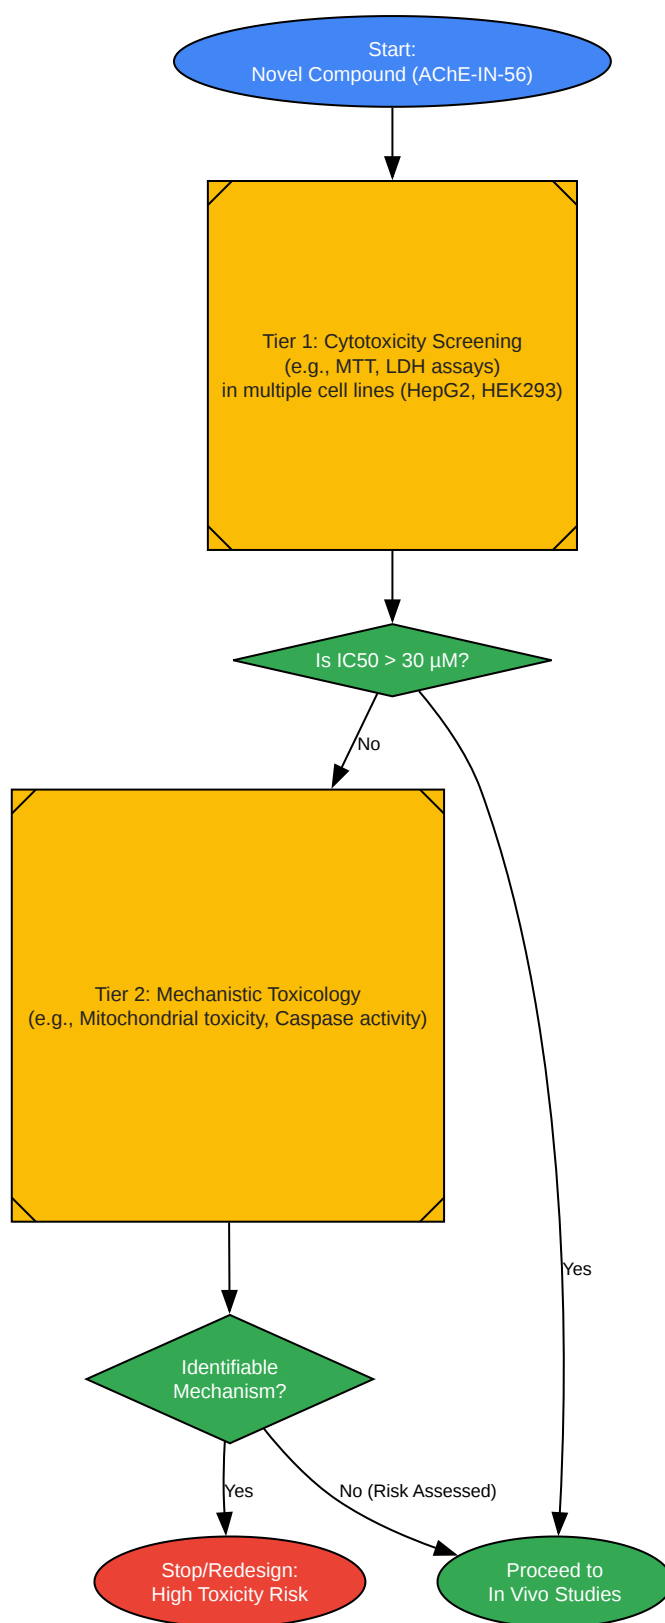 Start:
Novel Compound (AChE-IN-56)
Tier 1: Cytotoxicity Screening
(e.g., MTT, LDH assays)
in multiple cell lines (HepG2, HEK293)
Is IC50 > 30 µM?
No
Tier 2: Mechanistic Toxicology
(e.g., Mitochondrial toxicity, Caspase activity)
Yes
Identifiable
Mechanism?
Yes
No (Risk Assessed)
Stop/Redesign:
High Toxicity Risk
Proceed to
In Vivo Studies